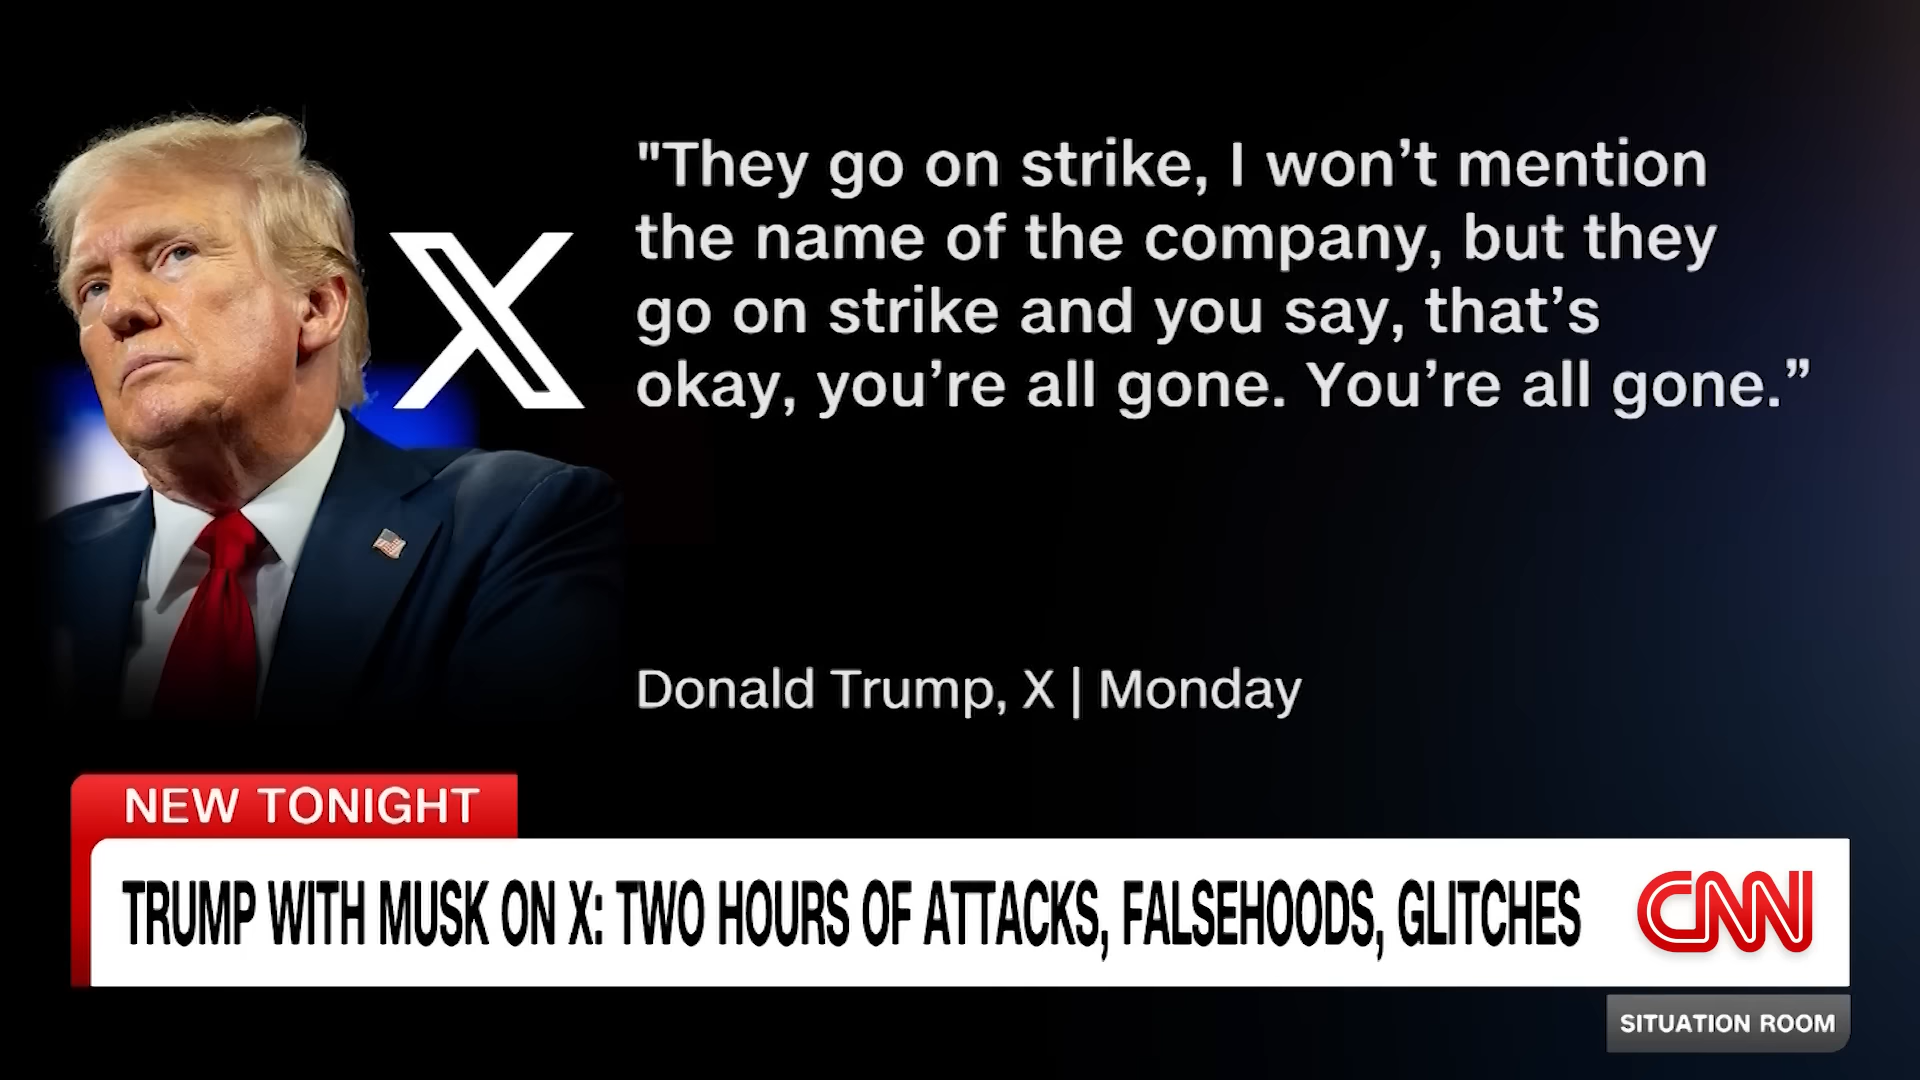 "They go on strike, I won’t mention
the name of the company, but they
go on strike and you say, that’s
okay, you’re all gone. You’re all gone.”
Donald Trump, X | Monday
NEW TONIGHT
TRUMP WITH MUSK ON X: TWO HOURS OF ATTACKS, FALSEHOODS, GLITCHES
CNN
SITUATION ROOM